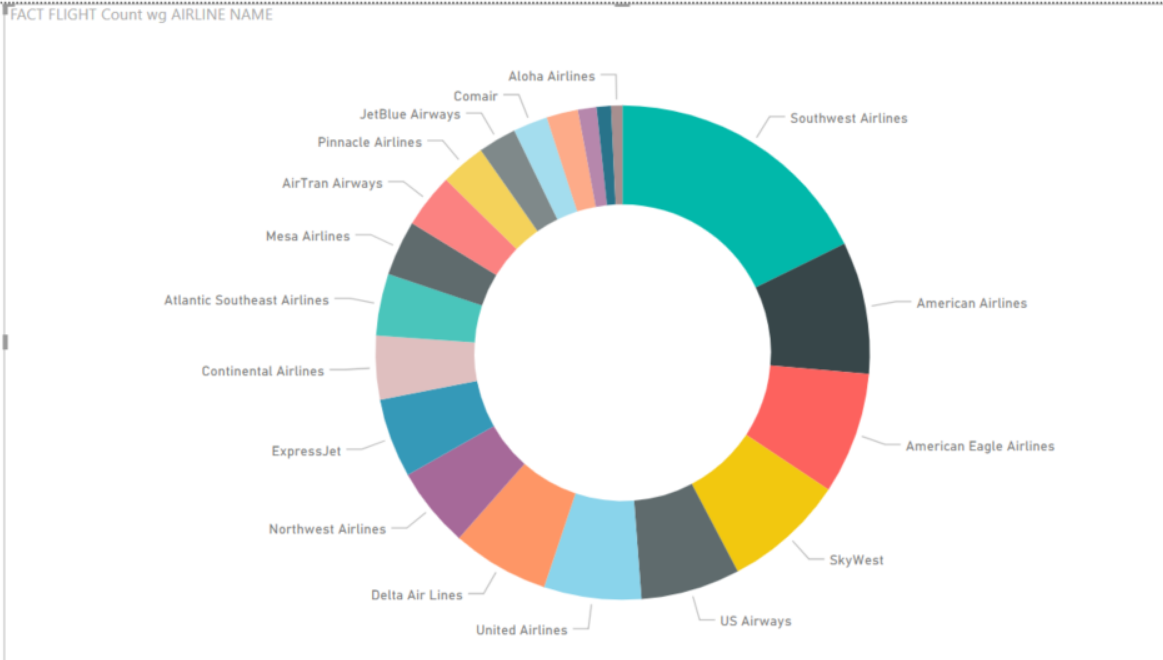 FACT FLIGHT Count wg AIRLINE NAME
Aloha Airlines
Comair
JetBlue Airways
Pinnacle Airlines
AirTran Airways
Mesa Airlines
Atlantic Southeast Airlines
Continental Airlines
ExpressJet
Northwest Airlines
Delta Air Lines
United Airlines
US Airways
SkyWest
American Eagle Airlines
American Airlines
Southwest Airlines